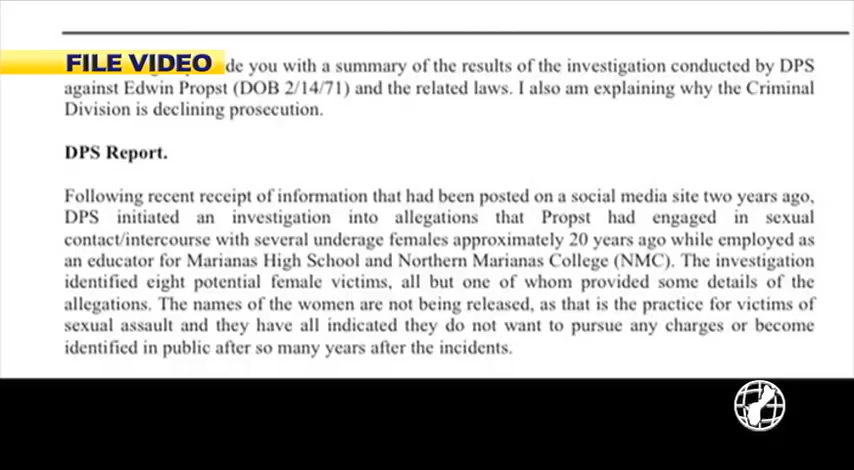 FILE VIDEO
de you with a summary of the results of the investigation conducted by DPS
against Edwin Propst (DOB 2/14/71) and the related laws. I also am explaining why the Criminal
Division is declining prosecution.
DPS Report.
Following recent receipt of information that had been posted on a social media site two years ago,
DPS initiated an investigation into allegations that Propst had engaged in sexual
contact/intercourse with several underage females approximately 20 years ago while employed as
an educator for Marianas High School and Northern Marianas College (NMC). The investigation
identified eight potential female victims, all but one of whom provided some details of the
allegations. The names of the women are not being released, as that is the practice for victims of
sexual assault and they have all indicated they do not want to pursue any charges or become
identified in public after so many years after the incidents.